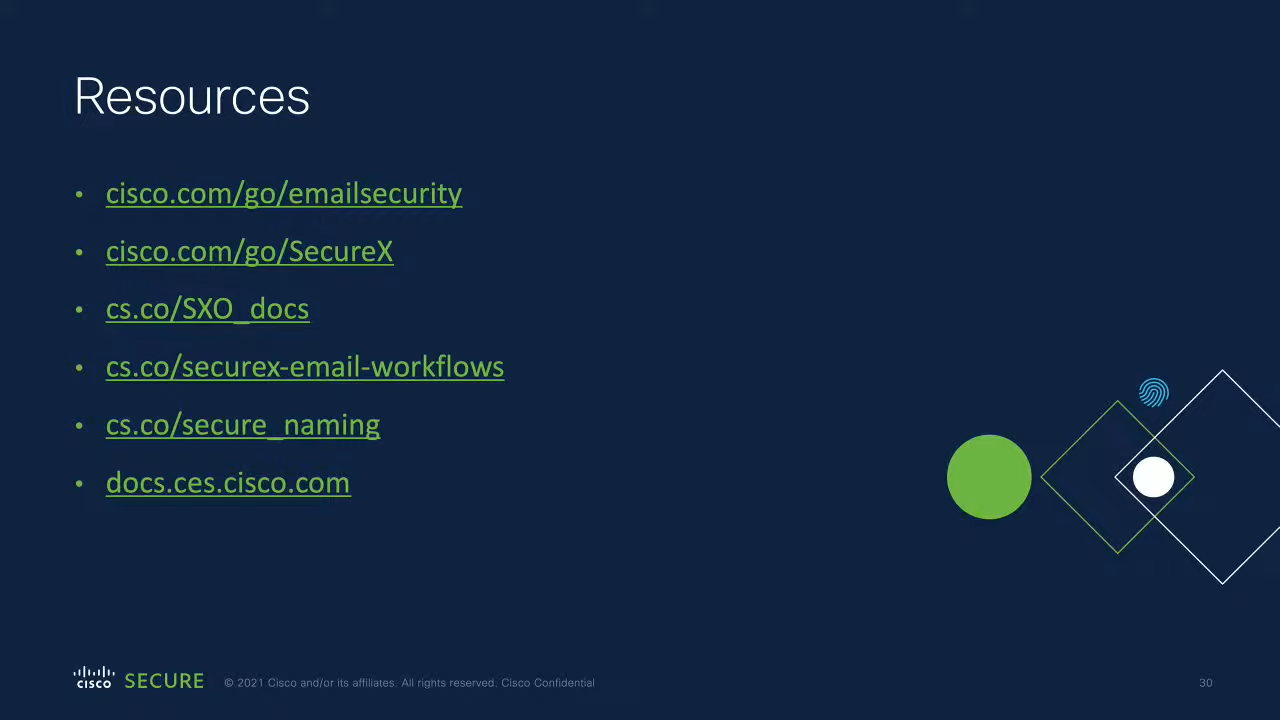 Resources
• cisco.com/go/emailsecurity
• cisco.com/go/SecureX
• cs.co/SXO_docs
• cs.co/securex-email-workflows
• cs.co/secure_naming
• docs.ces.cisco.com
CISCO SECURE © 2021 Cisco and/or its affiliates. All rights reserved. Cisco Confidential 30